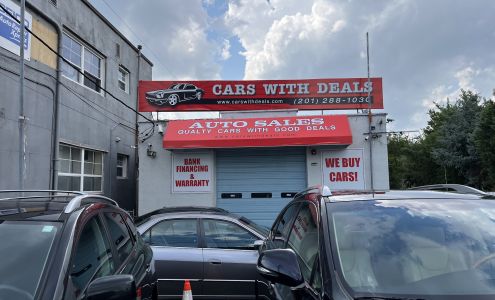 CARS WITH DEALS
www.carswithdeals.com (201) 288-1030
AUTO SALES
QUALITY CARS WITH GOOD DEALS
BANK
FINANCING &
WARRANTY
WE BUY
CARS!